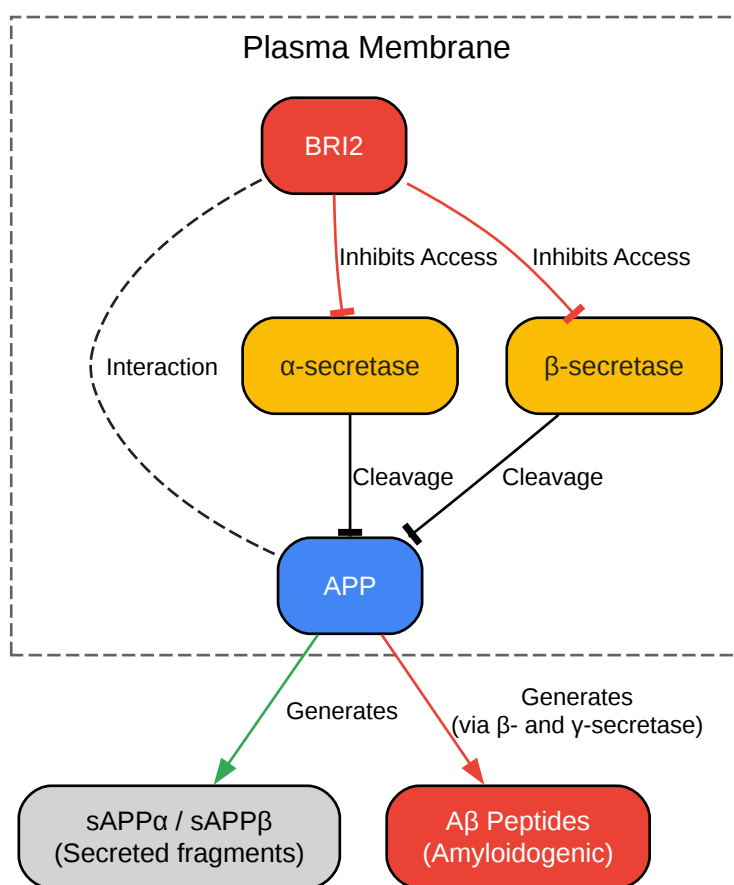 Plasma Membrane
BRI2
Inhibits Access
Inhibits Access
Interaction
α-secretase
β-secretase
Cleavage
Cleavage
APP
Generates
Generates
(via β- and γ-secretase)
sAPPα / sAPPβ
(Secreted fragments)
Aβ Peptides
(Amyloidogenic)